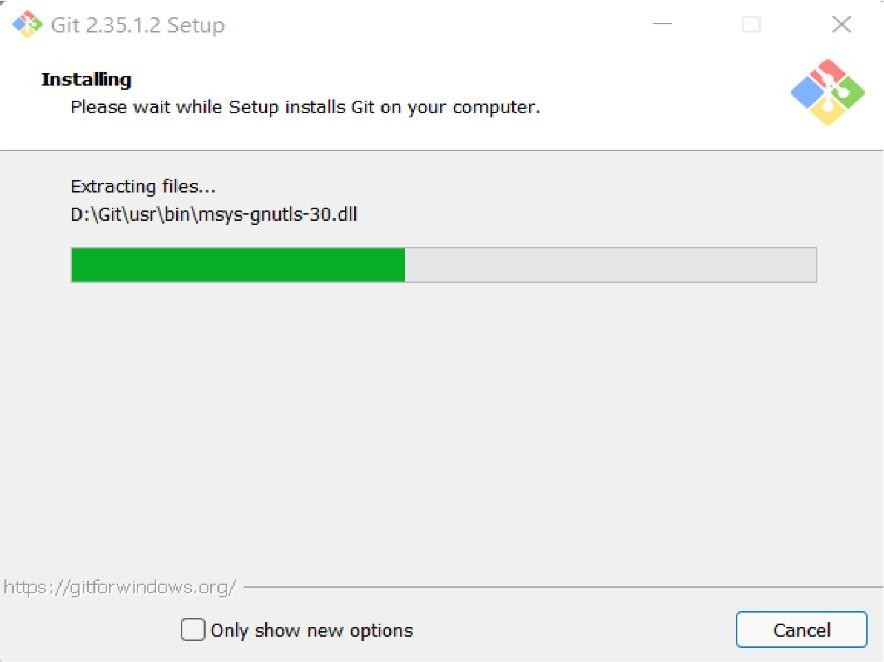 Git 2.35.1.2 Setup
Installing
Please wait while Setup installs Git on your computer.
Extracting files...
D:\Git\usr\bin\msys-gnutls-30.dll
https://gitforwindows.org/
Only show new options
Cancel